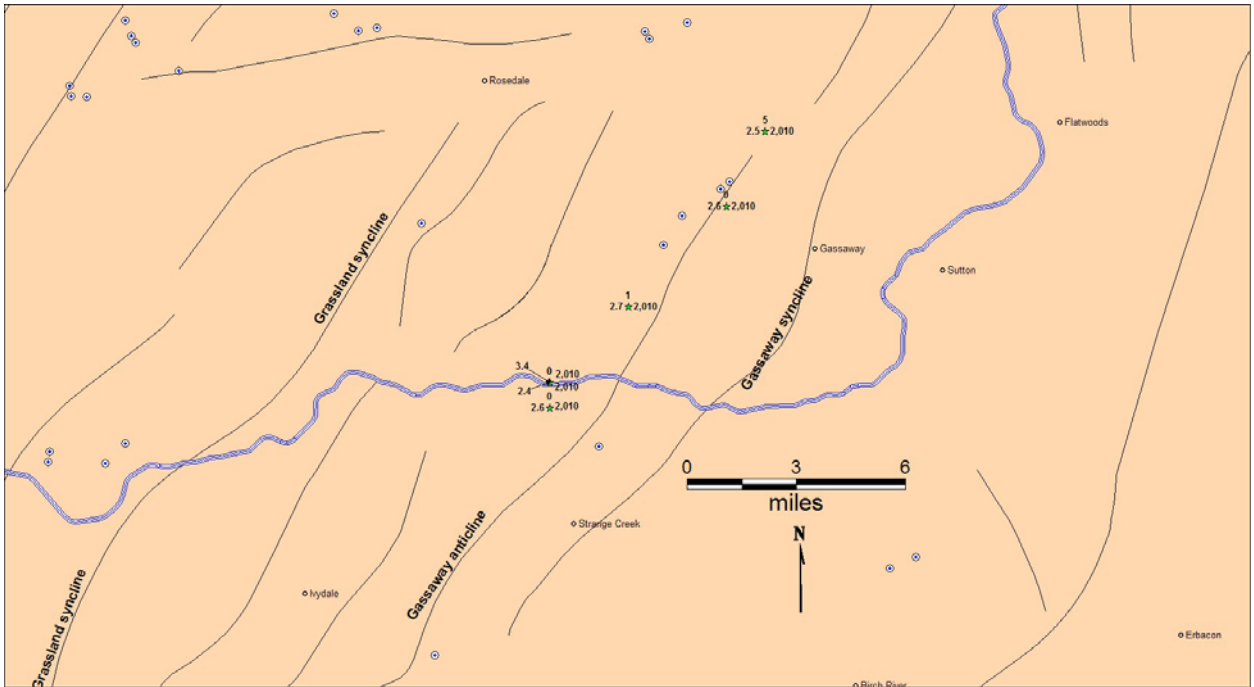 Rosedale
5
2.5 2,010
Flatwoods
0
2.6 2,010
Grassland syncline
Gassaway
Sutton
1
2.7 2,010
Gassaway syncline
3.4 0 2,010
2.4 2,010
0
2.6 2,010
0 3 6
miles
Strange Creek
N
Gassaway anticline
Ivydale
Grassland syncline
Erbacon
Birch River